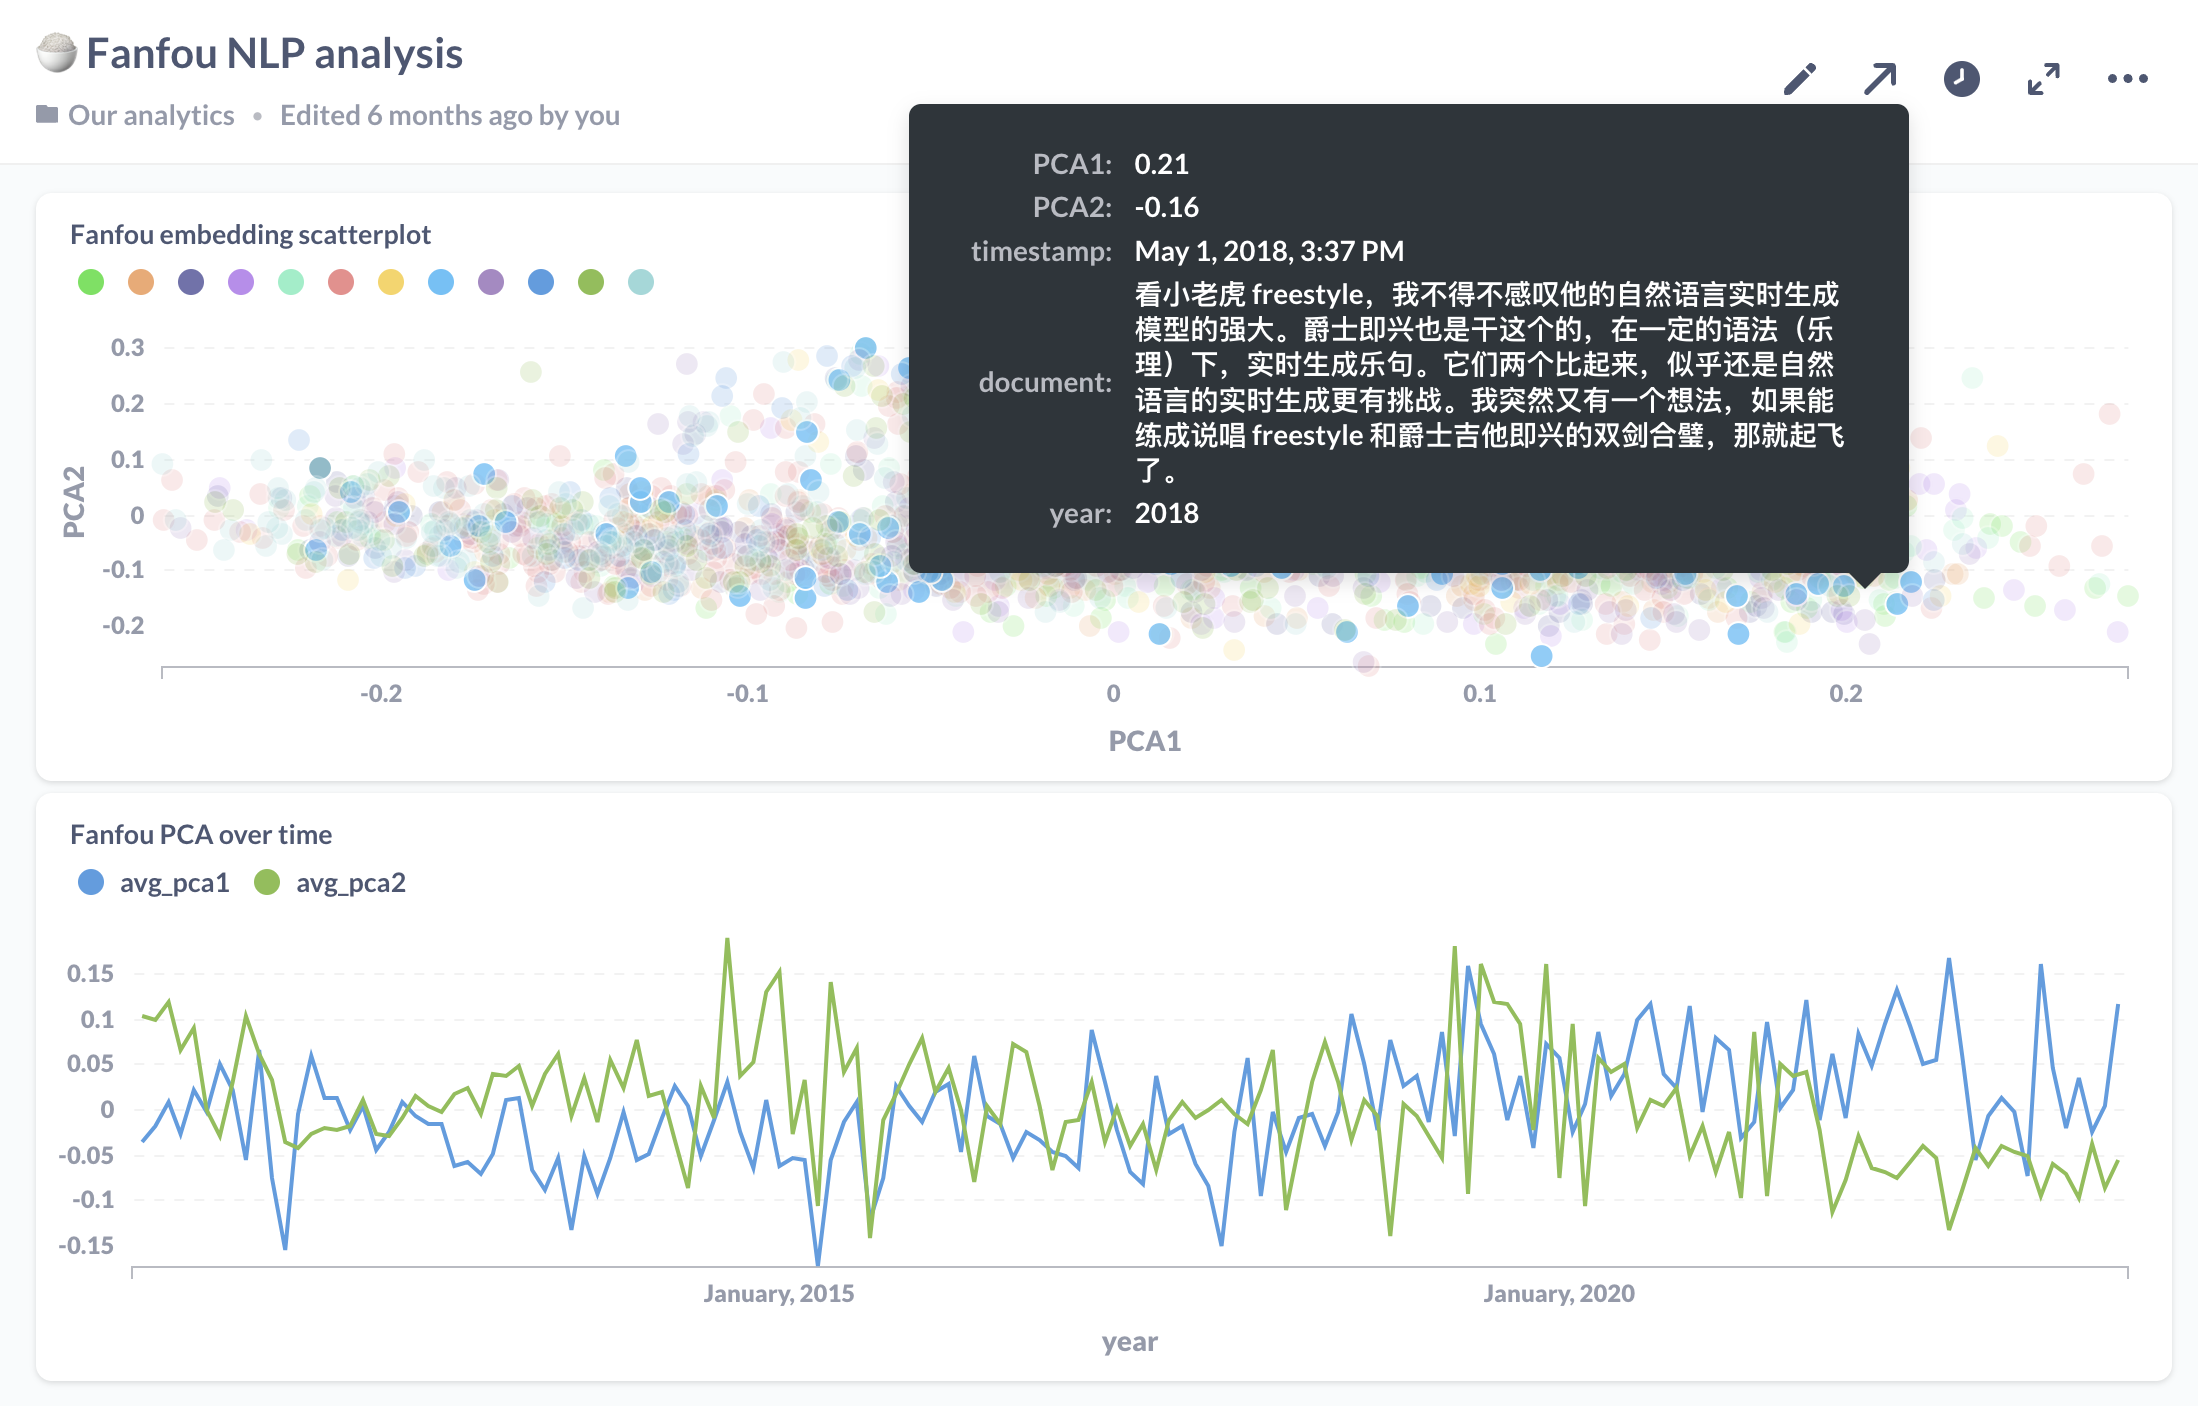 Fanfou NLP analysis
Our analytics • Edited 6 months ago by you
PCA1: 0.21
PCA2: -0.16
timestamp: May 1, 2018, 3:37 PM
document: 看小老虎 freestyle，我不得不感叹他的自然语言实时生成
模型的强大。爵士即兴也是干这个的，在一定的语法（乐
理）下，实时生成乐句。它们两个比起来，似乎还是自然
语言的实时生成更有挑战。我突然又有一个想法，如果能
练成说唱 freestyle 和爵士吉他即兴的双剑合璧，那就起飞
了。
year: 2018
Fanfou embedding scatterplot
0.3
0.2
0.1
0
-0.1
-0.2
PCA2
-0.2 -0.1 0 0.1 0.2
PCA1
Fanfou PCA over time
avg_pca1 avg_pca2
0.15
0.1
0.05
0
-0.05
-0.1
-0.15
January, 2015 January, 2020
year